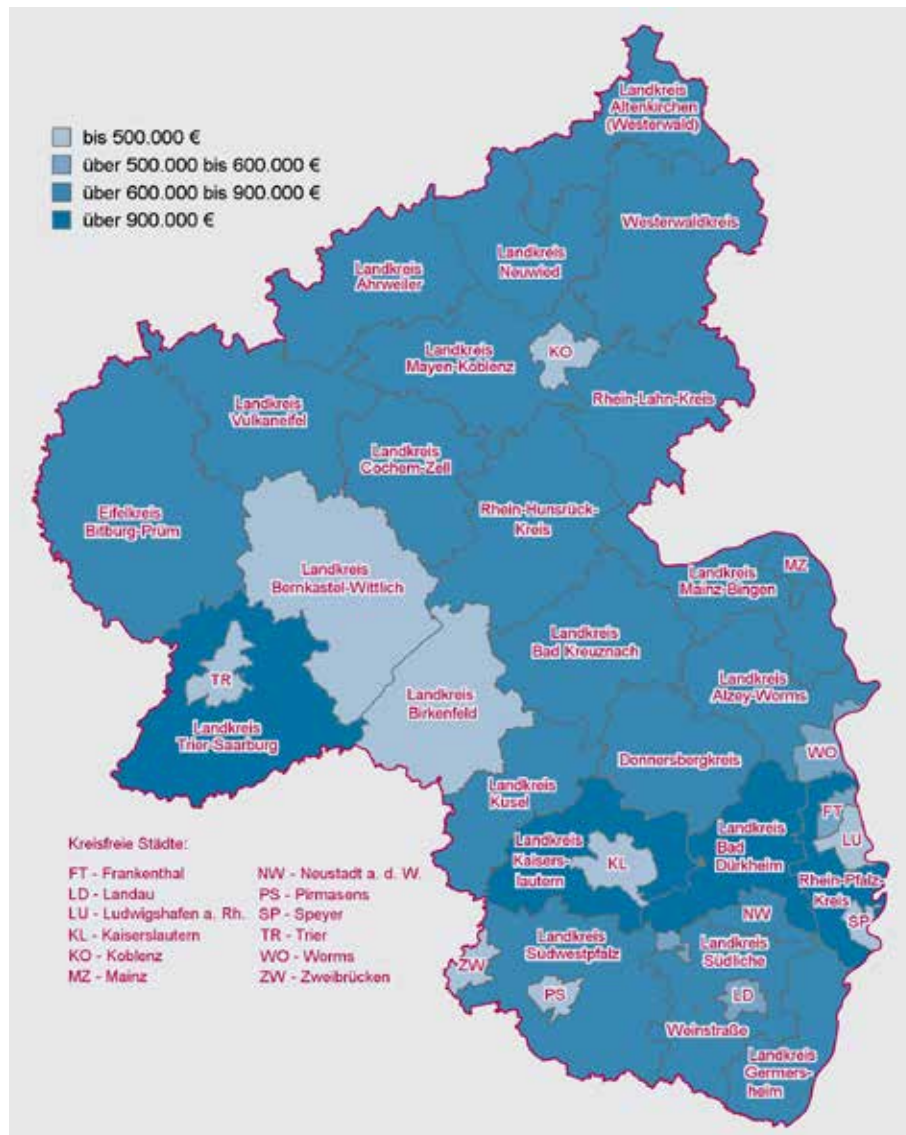 bis 500.000 €
über 500.000 bis 600.000 €
über 600.000 bis 900.000 €
über 900.000 €
Landkreis
Altenkirchen
(Westerwald)
Westerwaldkreis
Landkreis
Neuwied
Landkreis
Ahrweiler
Landkreis
Mayen-Koblenz
KO
Rhein-Lahn-Kreis
Landkreis
Vulkaneifel
Landkreis
Cochem-Zell
Eifelkreis
Bitburg-Prüm
Rhein-Hunsrück-
Kreis
Landkreis
Bernkastel-Wittlich
Landkreis
Mainz-Bingen
MZ
Landkreis
Bad Kreuznach
Landkreis
Birkenfeld
Landkreis
Alzey-Worms
TR
Landkreis
Trier-Saarburg
WO
Donnersbergkreis
Landkreis
Kusel
FT
LU
Landkreis
Kaisers-
lautern
KL
Landkreis
Bad
Dürkheim
Rhein-Pfalz-
Kreis
SP
NW
Landkreis
Südwestpfalz
Landkreis
Südliche
Weinstraße
ZW
PS
LD
Landkreis
Germers-
heim
Kreisfreie Städte:
FT - Frankenthal
LD - Landau
LU - Ludwigshafen a. Rh.
KL - Kaiserslautern
KO - Koblenz
MZ - Mainz
NW - Neustadt a. d. W.
PS - Pirmasens
SP - Speyer
TR - Trier
WO - Worms
ZW - Zweibrücken